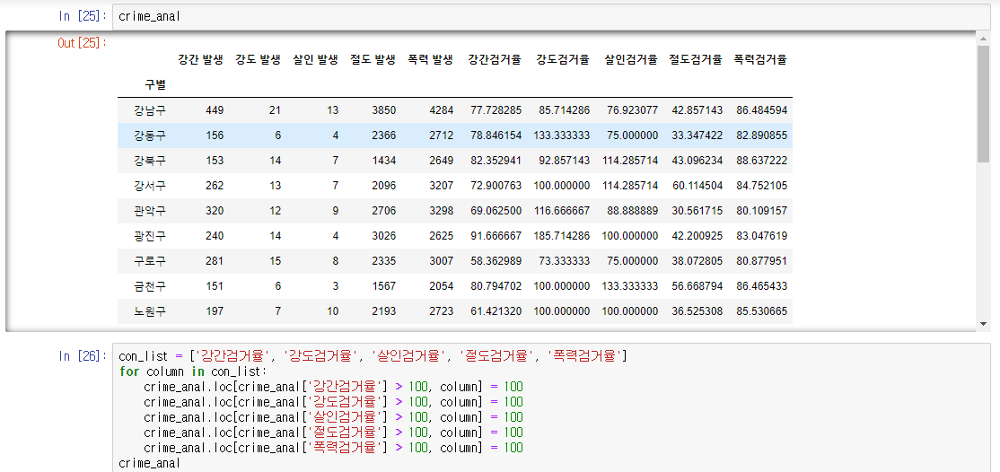 In [25]: crime_anal
Out[25]:
강간 발생 강도 발생 살인 발생 절도 발생 폭력 발생 강간검거율 강도검거율 살인검거율 절도검거율 폭력검거율
구별
강남구 449 21 13 3850 4284 77.728285 85.714286 76.923077 42.857143 86.484594
강동구 156 6 4 2366 2712 78.846154 133.333333 75.000000 33.347422 82.890855
강북구 153 14 7 1434 2649 82.352941 92.857143 114.285714 43.096234 88.637222
강서구 262 13 7 2096 3207 72.900763 100.000000 114.285714 60.114504 84.752105
관악구 320 12 9 2706 3298 69.062500 116.666667 88.888889 30.561715 80.109157
광진구 240 14 4 3026 2625 91.666667 185.714286 100.000000 42.200925 83.047619
구로구 281 15 8 2335 3007 58.362989 73.333333 75.000000 38.072805 80.877951
금천구 151 6 3 1567 2054 80.794702 100.000000 133.333333 56.668794 86.465433
노원구 197 7 10 2193 2723 61.421320 100.000000 100.000000 36.525308 85.530665
In [26]: con_list = ['강간검거율', '강도검거율', '살인검거율', '절도검거율', '폭력검거율']
for column in con_list:
    crime_anal.loc[crime_anal['강간검거율'] > 100, column] = 100
    crime_anal.loc[crime_anal['강도검거율'] > 100, column] = 100
    crime_anal.loc[crime_anal['살인검거율'] > 100, column] = 100
    crime_anal.loc[crime_anal['절도검거율'] > 100, column] = 100
    crime_anal.loc[crime_anal['폭력검거율'] > 100, column] = 100
crime_anal